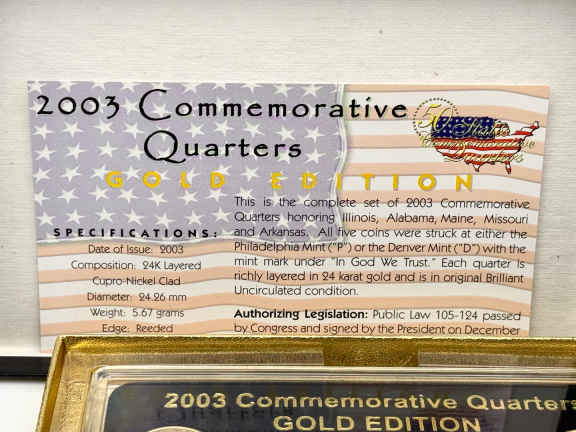 2003 Commemorative
Quarters
GOLD EDITION
50 State
Commemorative
Quarters
SPECIFICATIONS:
Date of Issue: 2003
Composition: 24K Layered
Cupro-Nickel Clad
Diameter: 24.26 mm
Weight: 5.67 grams
Edge: Reeded
This is the complete set of 2003 Commemorative
Quarters honoring Illinois, Alabama, Maine, Missouri
and Arkansas. All five coins were struck at either the
Philadelphia Mint ("P") or the Denver Mint ("D") with the
mint mark under "In God We Trust." Each quarter is
richly layered in 24 karat gold and is in original Brilliant
Uncirculated condition.
Authorizing Legislation: Public Law 105-124 passed
by Congress and signed by the President on December
2003 Commemorative Quarters
GOLD EDITION